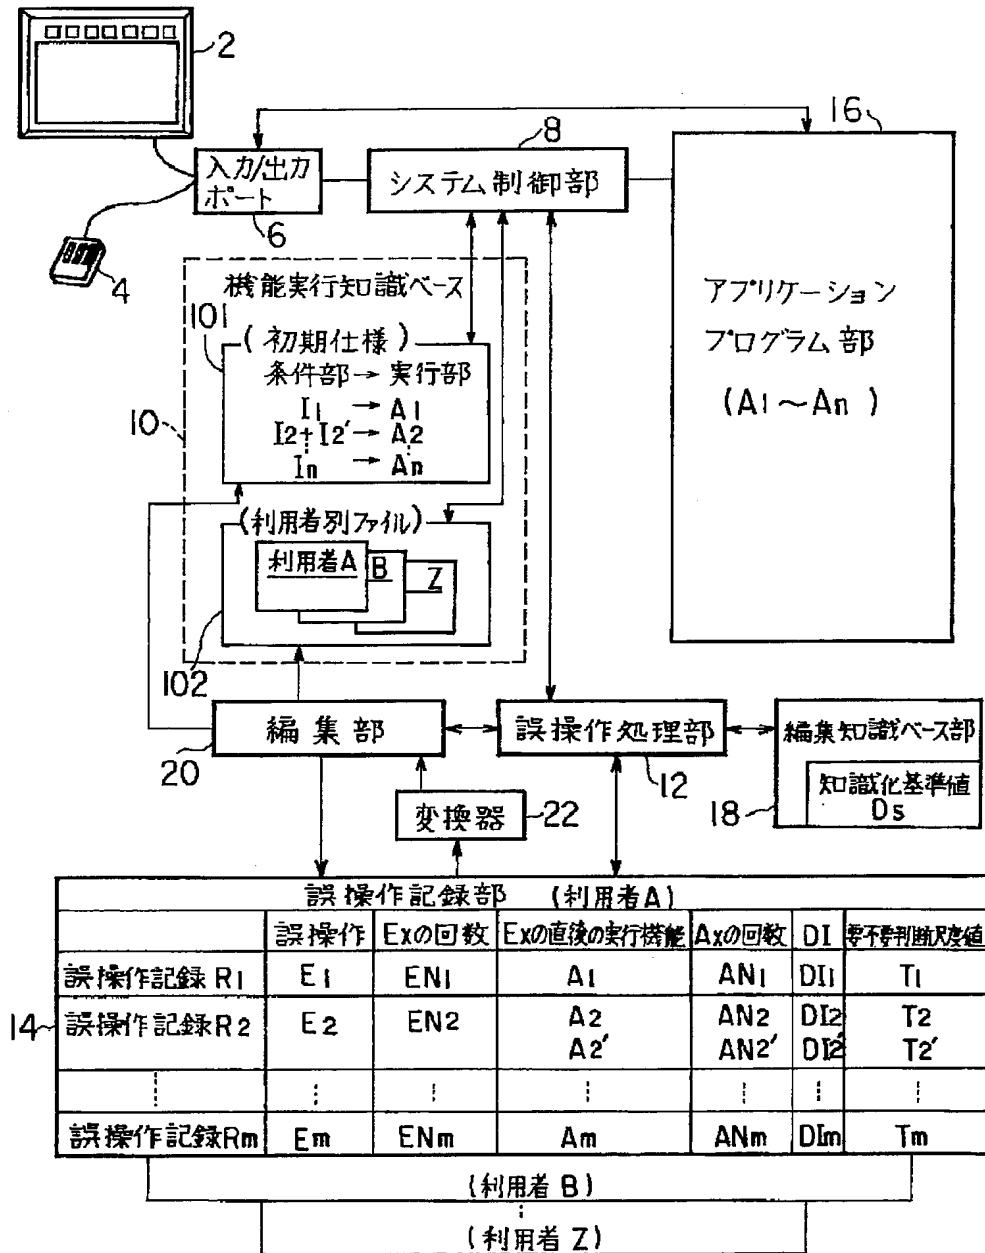 2
16
8
入力/出力
ポート
システム制御部
6
4
機能実行知識ベース
101
(初期仕様)
条件部→実行部
I1 → A1
I2+I2' → A2
In → An
10
アプリケーション
プログラム部
(A1〜An)
(利用者別ファイル)
利用者A
B
Z
102
編集部
20
誤操作処理部
12
編集知識ベース部
知識化基準値
Ds
18
変換器
22
誤操作記録部 (利用者A)
誤操作 Exの回数 Exの直後の実行機能 Axの回数 DI 要不要判断尺度値
誤操作記録R1 E1 EN1 A1 AN1 DI1 T1
14
誤操作記録R2 E2 EN2 A2 AN2 DI2 T2
A2' AN2' DI2' T2'
誤操作記録Rm Em ENm Am ANm DIm Tm
(利用者B)
(利用者Z)